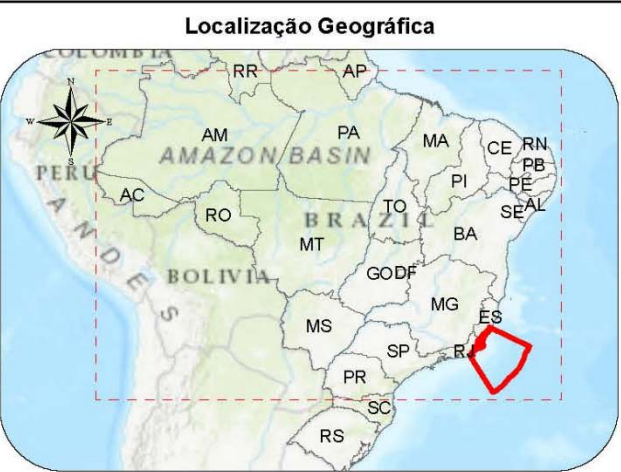 Localização Geográfica
COLOMBIA
RR
AP
N
W
E
S
AM
PA
MA
CE
RN
AMAZON BASIN
PB
PERU
PI
PE
AC
TO
AL
RO
BRAZIL
SE
MT
BA
BOLIVIA
GO
DF
MG
MS
ES
SP
RJ
PR
SC
RS
ANDES